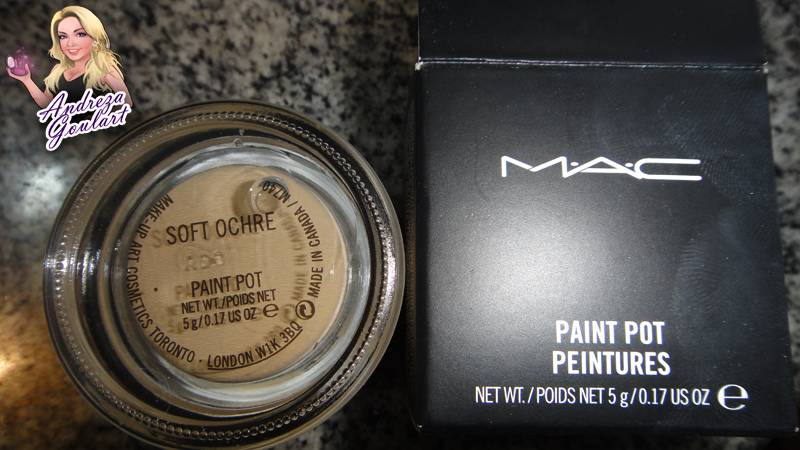 Andreza
Goulart
SOFT OCHRE
PAINT POT
NET WT./POIDS NET
5 g/0.17 US OZ e
MAKE-UP ART COSMETICS TORONTO · LONDON W1K 3BQ
MADE IN CANADA / M740
M·A·C
PAINT POT
PEINTURES
NET WT./POIDS NET 5 g/0.17 US OZ e